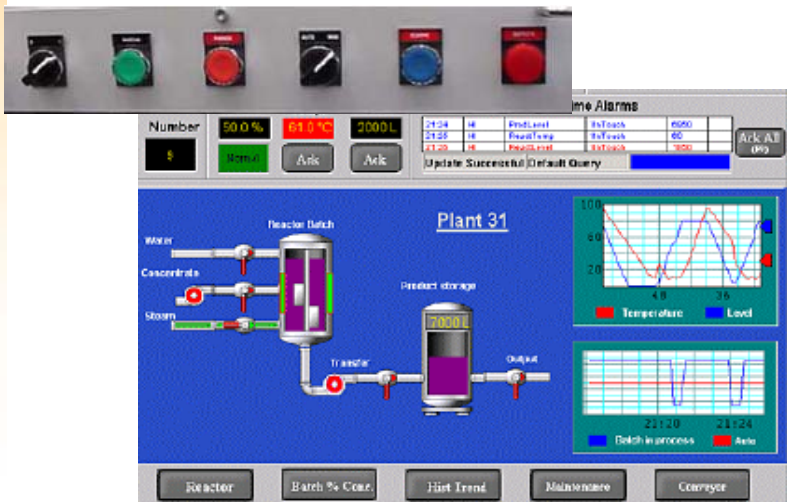 me Alarms
Number
50.0 %
61.0 °C
2000 L
9
Normal
Ack
Ack
21:24 HI ProdLevel InTouch 6950
21:25 HI ReactTemp InTouch 60
21:25 HI ReactLevel InTouch 1950
Ack All
Update Successful Default Query
Plant 31
Reactor Batch
Water
Concentrate
Steam
Product storage
7000 L
Transfer
Output
100
60
20
48
36
Temperature
Level
21:20
21:24
Batch in process
Auto
Reactor
Batch % Conc.
Hist Trend
Maintenance
Conveyor